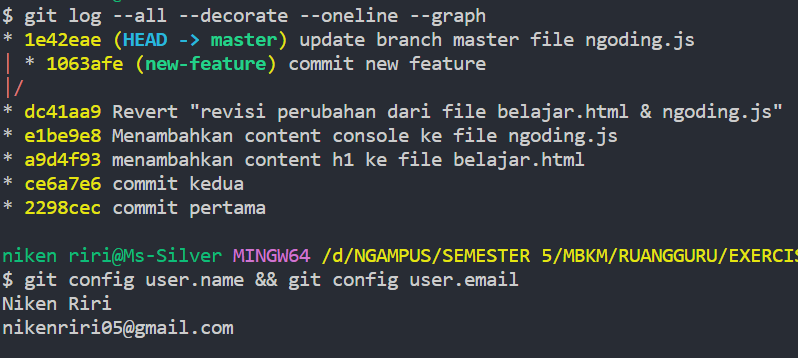 $ git log --all --decorate --oneline --graph
* 1e42eae (HEAD -> master) update branch master file ngoding.js
| * 1063afe (new-feature) commit new feature
|/
* dc41aa9 Revert "revisi perubahan dari file belajar.html & ngoding.js"
* e1be9e8 Menambahkan content console ke file ngoding.js
* a9d4f93 menambahkan content h1 ke file belajar.html
* ce6a7e6 commit kedua
* 2298cec commit pertama
niken riri@Ms-Silver MINGW64 /d/NGAMPUS/SEMESTER 5/MBKM/RUANGGURU/EXERCIS
$ git config user.name && git config user.email
Niken Riri
nikenriri05@gmail.com